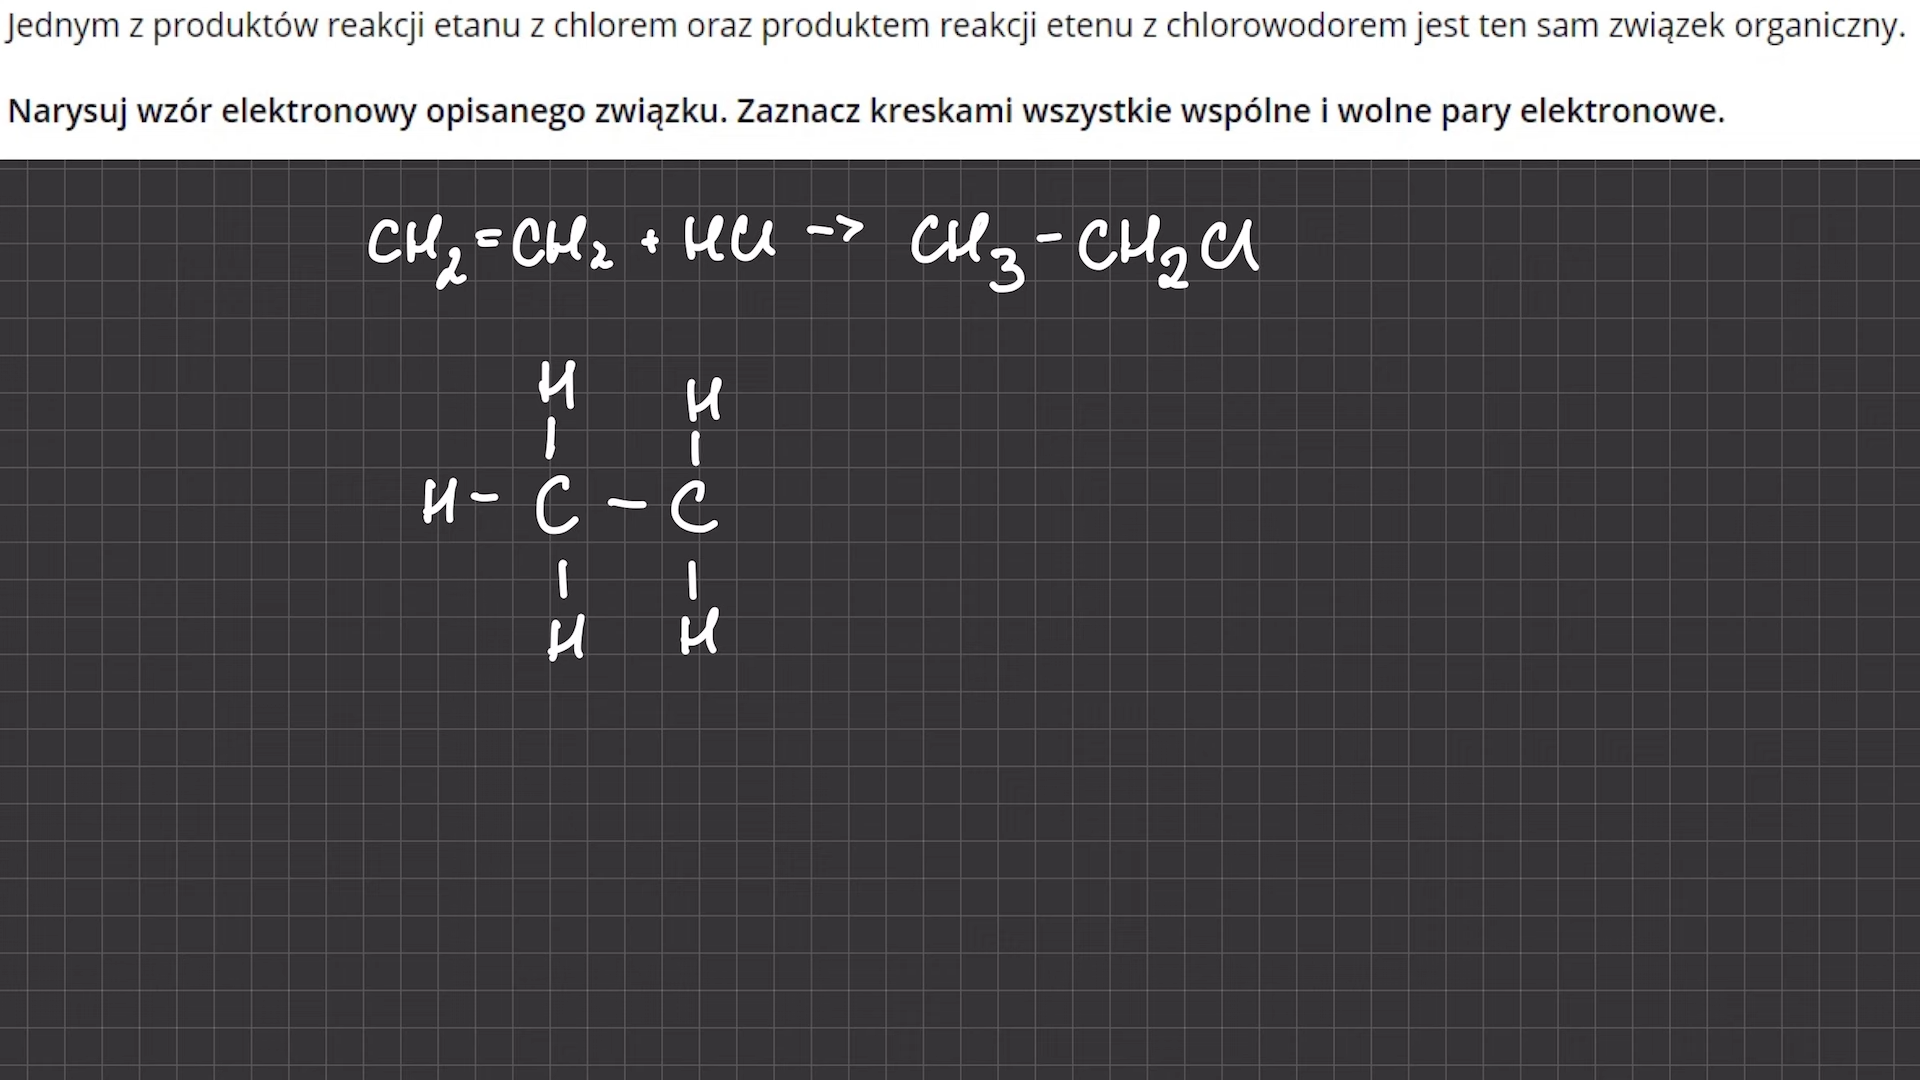 Jednym z produktów reakcji etanu z chlorem oraz produktem reakcji etenu z chlorowodorem jest ten sam związek organiczny.
Narysuj wzór elektronowy opisanego związku. Zaznacz kreskami wszystkie wspólne i wolne pary elektronowe.
CH₂=CH₂ + HCl -> CH₃-CH₂Cl
H H
| |
H- C - C
| |
H H